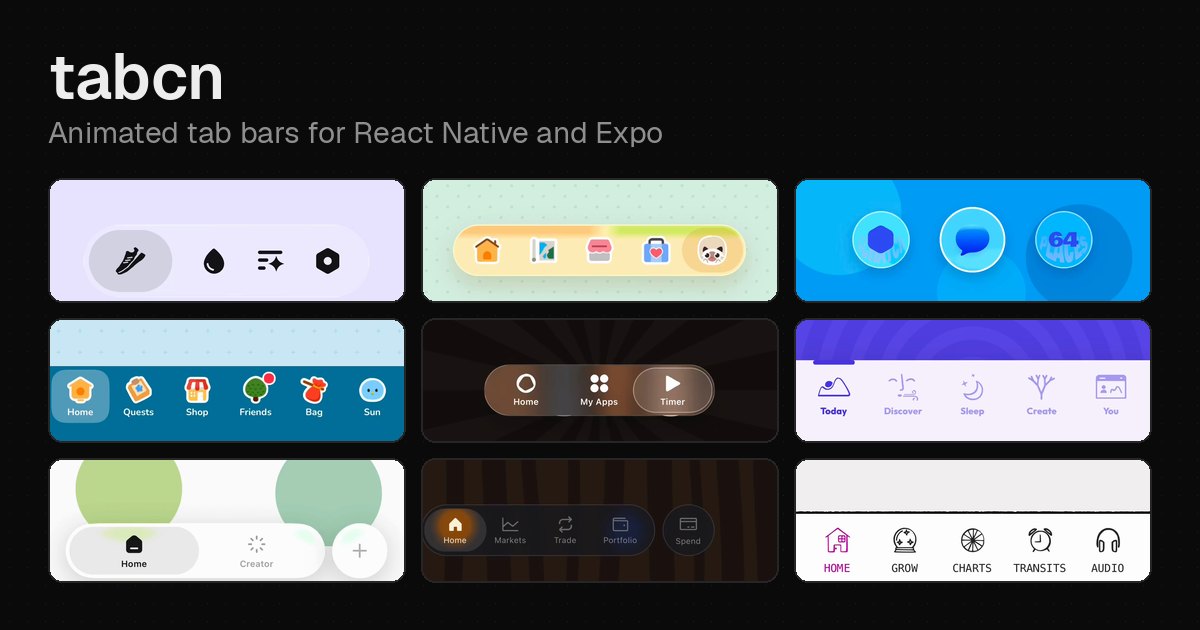 tabcn
Animated tab bars for React Native and Expo
64
Home Quests Shop Friends Bag Sun
Home My Apps Timer
Today Discover Sleep Create You
Home Creator
Home Markets Trade Portfolio Spend
HOME GROW CHARTS TRANSITS AUDIO